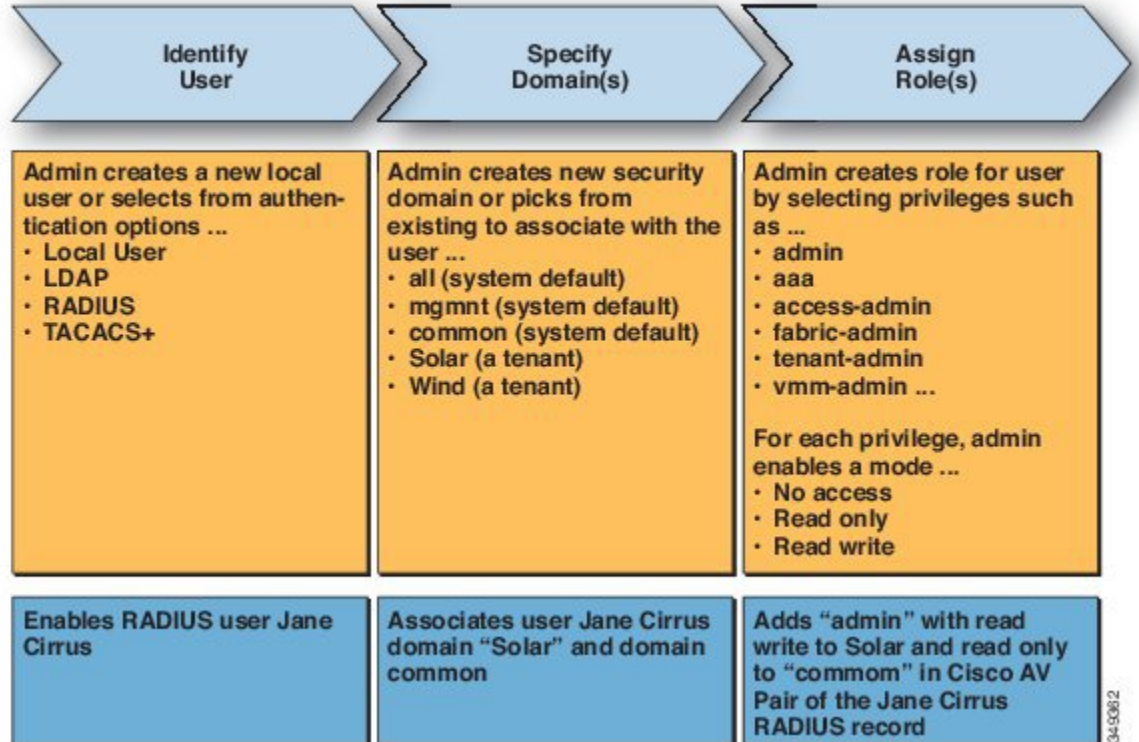 Identify
User
Specify
Domain(s)
Assign
Role(s)
Admin creates a new local
user or selects from authen-
tication options ...
• Local User
• LDAP
• RADIUS
• TACACS+
Admin creates new security
domain or picks from
existing to associate with the
user ...
• all (system default)
• mgmnt (system default)
• common (system default)
• Solar (a tenant)
• Wind (a tenant)
Admin creates role for user
by selecting privileges such
as ...
• admin
• aaa
• access-admin
• fabric-admin
• tenant-admin
• vmm-admin ...
For each privilege, admin
enables a mode ...
• No access
• Read only
• Read write
Enables RADIUS user Jane
Cirrus
Associates user Jane Cirrus
domain “Solar” and domain
common
Adds “admin” with read
write to Solar and read only
to “commom” in Cisco AV
Pair of the Jane Cirrus
RADIUS record
349362